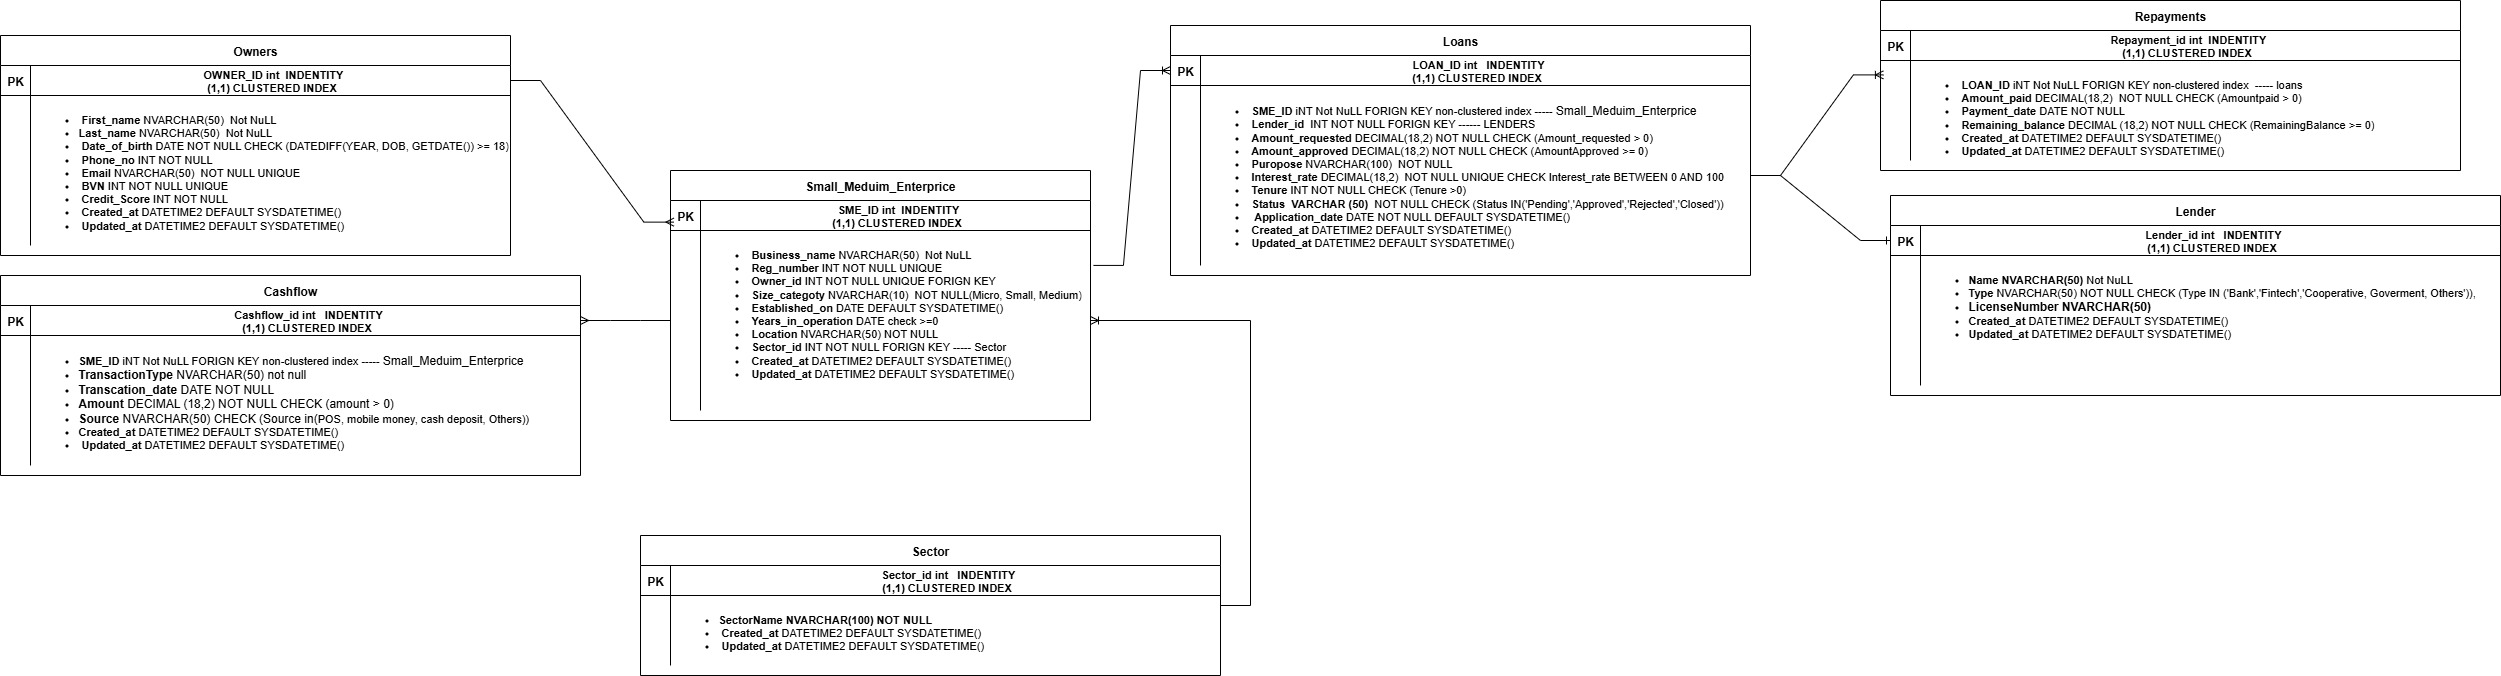 Owners
PK
OWNER_ID int INDENTITY
(1,1) CLUSTERED INDEX
First_name NVARCHAR(50) Not NuLL
Last_name NVARCHAR(50) Not NuLL
Date_of_birth DATE NOT NULL CHECK (DATEDIFF(YEAR, DOB, GETDATE()) >= 18)
Phone_no INT NOT NULL
Email NVARCHAR(50) NOT NULL UNIQUE
BVN INT NOT NULL UNIQUE
Credit_Score INT NOT NULL
Created_at DATETIME2 DEFAULT SYSDATETIME()
Updated_at DATETIME2 DEFAULT SYSDATETIME()
Cashflow
PK
Cashflow_id int INDENTITY
(1,1) CLUSTERED INDEX
SME_ID iNT Not NuLL FORIGN KEY non-clustered index ----- Small_Meduim_Enterprice
TransactionType NVARCHAR(50) not null
Transcation_date DATE NOT NULL
Amount DECIMAL (18,2) NOT NULL CHECK (amount > 0)
Source NVARCHAR(50) CHECK (Source in(POS, mobile money, cash deposit, Others))
Created_at DATETIME2 DEFAULT SYSDATETIME()
Updated_at DATETIME2 DEFAULT SYSDATETIME()
Small_Meduim_Enterprice
PK
SME_ID int INDENTITY
(1,1) CLUSTERED INDEX
Business_name NVARCHAR(50) Not NuLL
Reg_number INT NOT NULL UNIQUE
Owner_id INT NOT NULL UNIQUE FORIGN KEY
Size_categoty NVARCHAR(10) NOT NULL(Micro, Small, Medium)
Established_on DATE DEFAULT SYSDATETIME()
Years_in_operation DATE check >=0
Location NVARCHAR(50) NOT NULL
Sector_id INT NOT NULL FORIGN KEY ----- Sector
Created_at DATETIME2 DEFAULT SYSDATETIME()
Updated_at DATETIME2 DEFAULT SYSDATETIME()
Sector
PK
Sector_id int INDENTITY
(1,1) CLUSTERED INDEX
SectorName NVARCHAR(100) NOT NULL
Created_at DATETIME2 DEFAULT SYSDATETIME()
Updated_at DATETIME2 DEFAULT SYSDATETIME()
Loans
PK
LOAN_ID int INDENTITY
(1,1) CLUSTERED INDEX
SME_ID iNT Not NuLL FORIGN KEY non-clustered index ----- Small_Meduim_Enterprice
Lender_id INT NOT NULL FORIGN KEY ------ LENDERS
Amount_requested DECIMAL(18,2) NOT NULL CHECK (Amount_requested > 0)
Amount_approved DECIMAL(18,2) NOT NULL CHECK (AmountApproved >= 0)
Puropose NVARCHAR(100) NOT NULL
Interest_rate DECIMAL(18,2) NOT NULL UNIQUE CHECK Interest_rate BETWEEN 0 AND 100
Tenure INT NOT NULL CHECK (Tenure >0)
Status VARCHAR (50) NOT NULL CHECK (Status IN('Pending','Approved','Rejected','Closed'))
Application_date DATE NOT NULL DEFAULT SYSDATETIME()
Created_at DATETIME2 DEFAULT SYSDATETIME()
Updated_at DATETIME2 DEFAULT SYSDATETIME()
Repayments
PK
Repayment_id int INDENTITY
(1,1) CLUSTERED INDEX
LOAN_ID iNT Not NuLL FORIGN KEY non-clustered index ----- loans
Amount_paid DECIMAL(18,2) NOT NULL CHECK (Amountpaid > 0)
Payment_date DATE NOT NULL
Remaining_balance DECIMAL (18,2) NOT NULL CHECK (RemainingBalance >= 0)
Created_at DATETIME2 DEFAULT SYSDATETIME()
Updated_at DATETIME2 DEFAULT SYSDATETIME()
Lender
PK
Lender_id int INDENTITY
(1,1) CLUSTERED INDEX
Name NVARCHAR(50) Not NuLL
Type NVARCHAR(50) NOT NULL CHECK (Type IN ('Bank','Fintech','Cooperative, Goverment, Others')),
LicenseNumber NVARCHAR(50)
Created_at DATETIME2 DEFAULT SYSDATETIME()
Updated_at DATETIME2 DEFAULT SYSDATETIME()